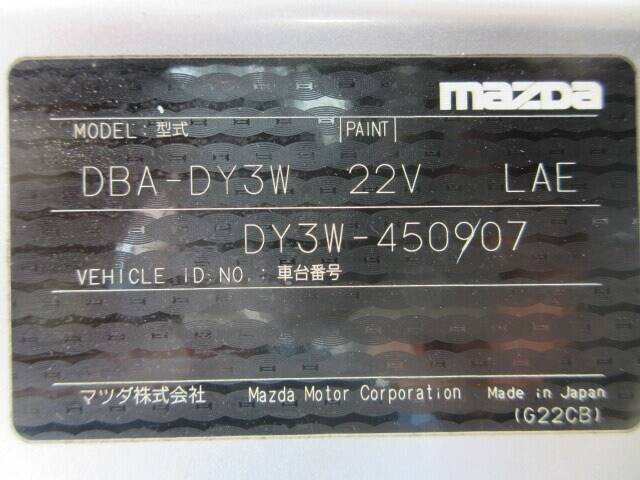 mazda
MODEL: 型式 |PAINT|
DBA-DY3W 22V LAE
DY3W-450907
VEHICLE ID NO.: 車台番号
マツダ株式会社 Mazda Motor Corporation Made in Japan
(G22CB)